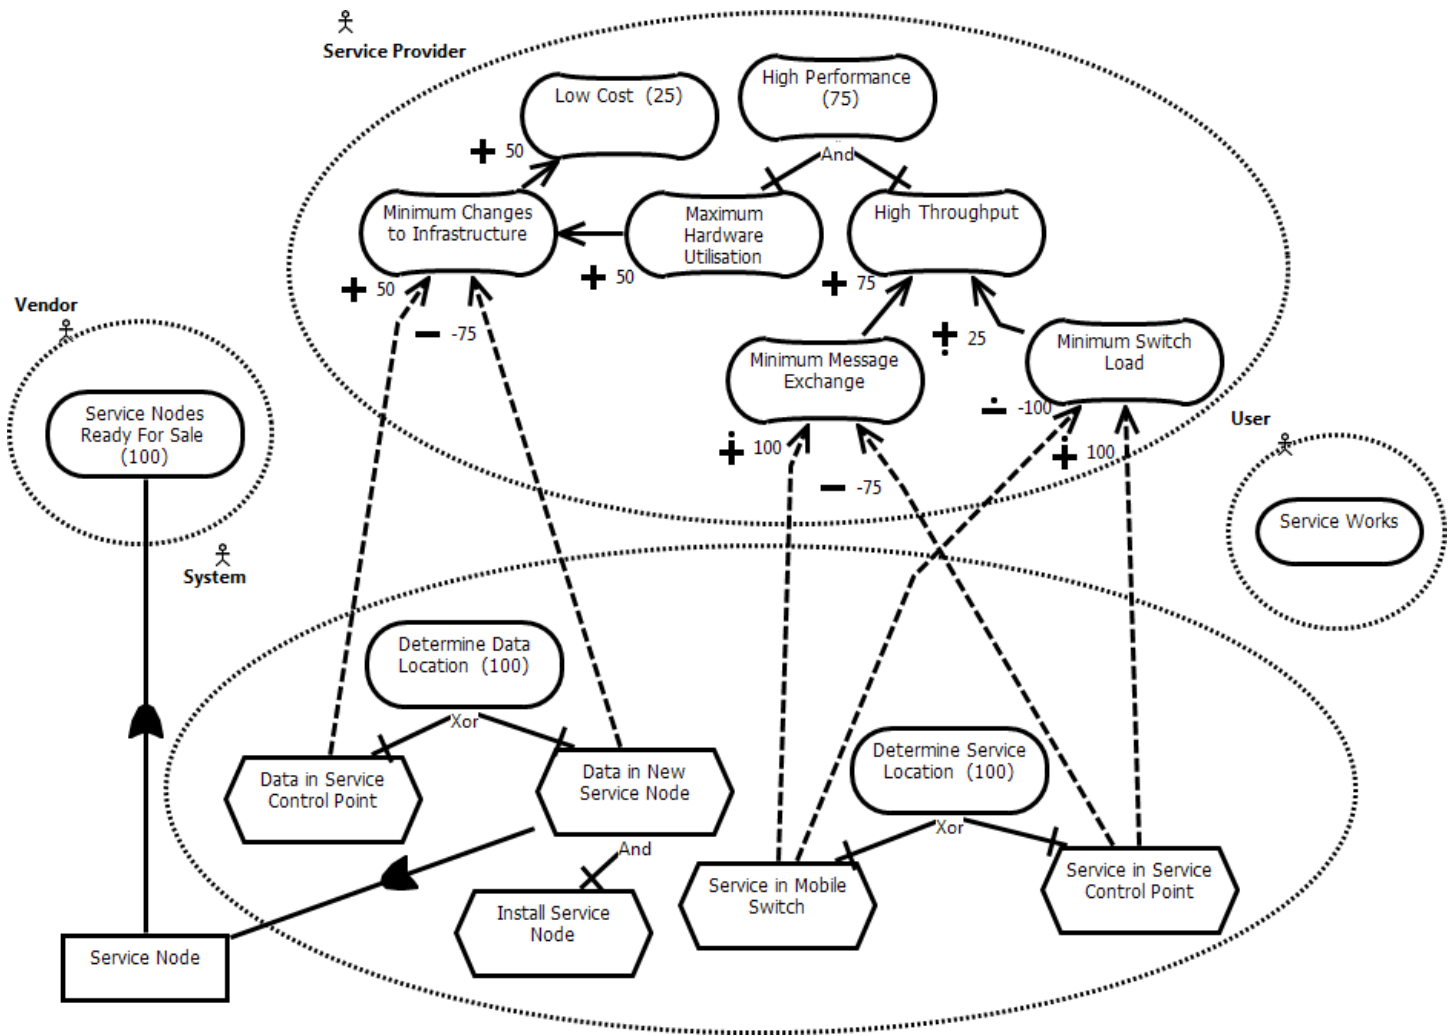 Service Provider
High Performance
(75)
Low Cost (25)
And
50
Minimum Changes
to Infrastructure
Maximum
Hardware
Utilisation
High Throughput
50
50
75
-75
25
Minimum Message
Exchange
Minimum Switch
Load
Vendor
Service Nodes
Ready For Sale
(100)
-100
100
100
-75
User
Service Works
System
Determine Data
Location (100)
Xor
Data in Service
Control Point
Data in New
Service Node
And
Install Service
Node
Determine Service
Location (100)
Xor
Service in Mobile
Switch
Service in Service
Control Point
Service Node